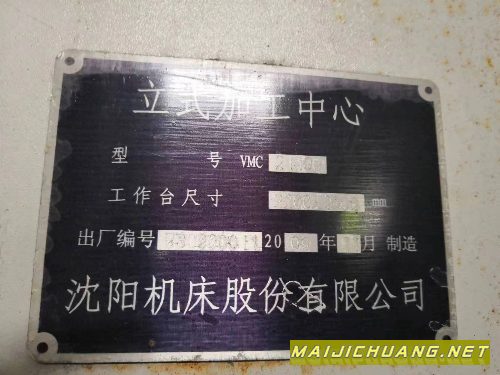 立式加工中心
型 号 VMC
工作台尺寸 mm
出厂编号 20 年 月 制造
沈阳机床股份有限公司
MAIJICHUANG.NET